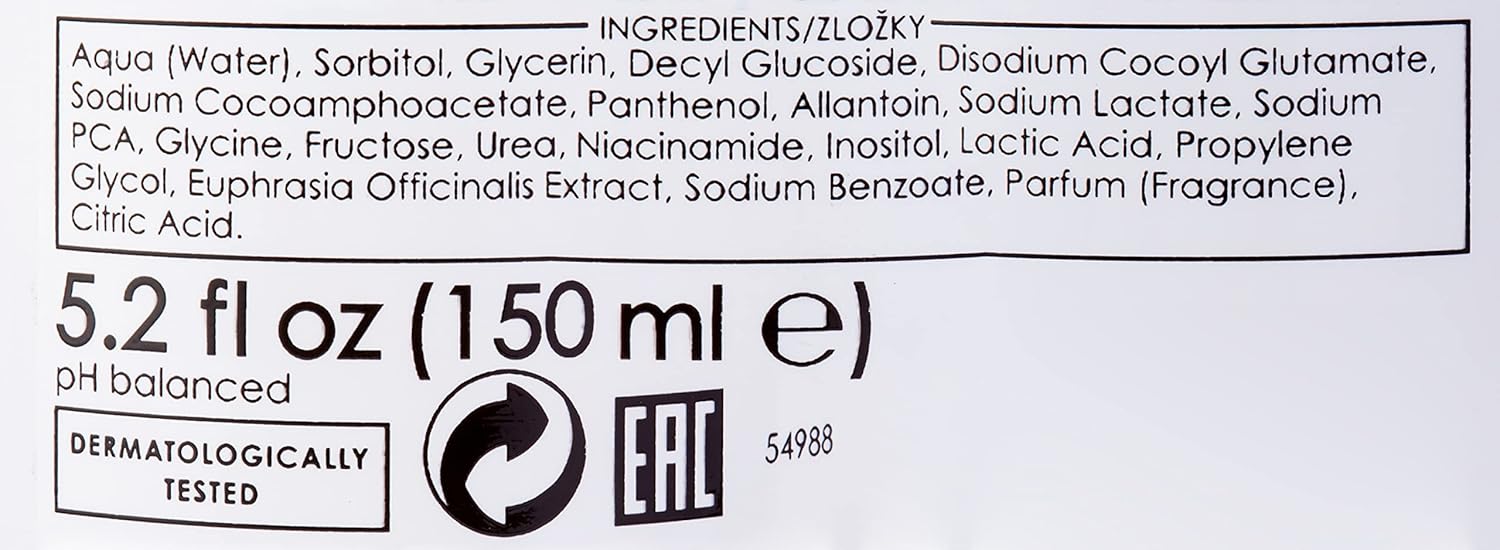 INGREDIENTS/ZLOŽKY
Aqua (Water), Sorbitol, Glycerin, Decyl Glucoside, Disodium Cocoyl Glutamate,
Sodium Cocoamphoacetate, Panthenol, Allantoin, Sodium Lactate, Sodium
PCA, Glycine, Fructose, Urea, Niacinamide, Inositol, Lactic Acid, Propylene
Glycol, Euphrasia Officinalis Extract, Sodium Benzoate, Parfum (Fragrance),
Citric Acid.
5.2 fl oz (150 ml ℮)
pH balanced
DERMATOLOGICALLY
TESTED
EAC
54988